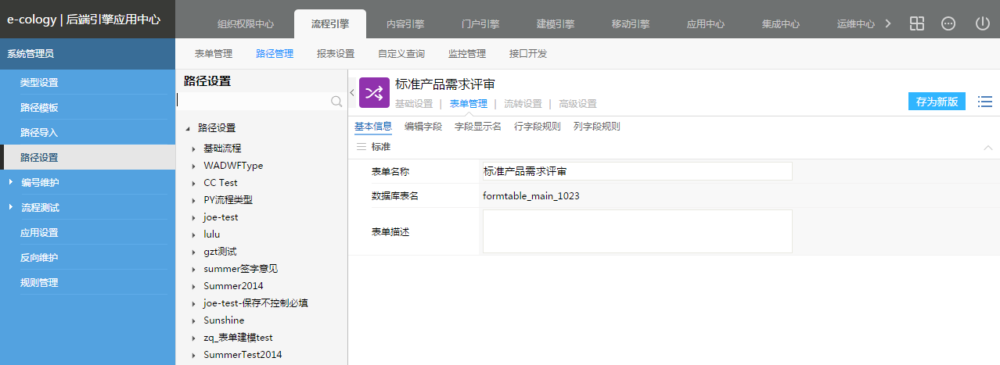 e-cology | 后端引擎应用中心
组织权限中心 流程引擎 内容引擎 门户引擎 建模引擎 移动引擎 应用中心 集成中心 运维中心
系统管理员
表单管理 路径管理 报表设置 自定义查询 监控管理 接口开发
类型设置
路径模板
路径导入
路径设置
编号维护
流程测试
应用设置
反向维护
规则管理
路径设置
路径设置
基础流程
WADWFType
CC Test
PY流程类型
joe-test
lulu
gzt测试
summer签字意见
Summer2014
joe-test-保存不控制必填
Sunshine
zq_表单建模test
SummerTest2014
标准产品需求评审
基础设置 | 表单管理 | 流转设置 | 高级设置
存为新版
基本信息 编辑字段 字段显示名 行字段规则 列字段规则
标准
表单名称 标准产品需求评审
数据库表名 formtable_main_1023
表单描述